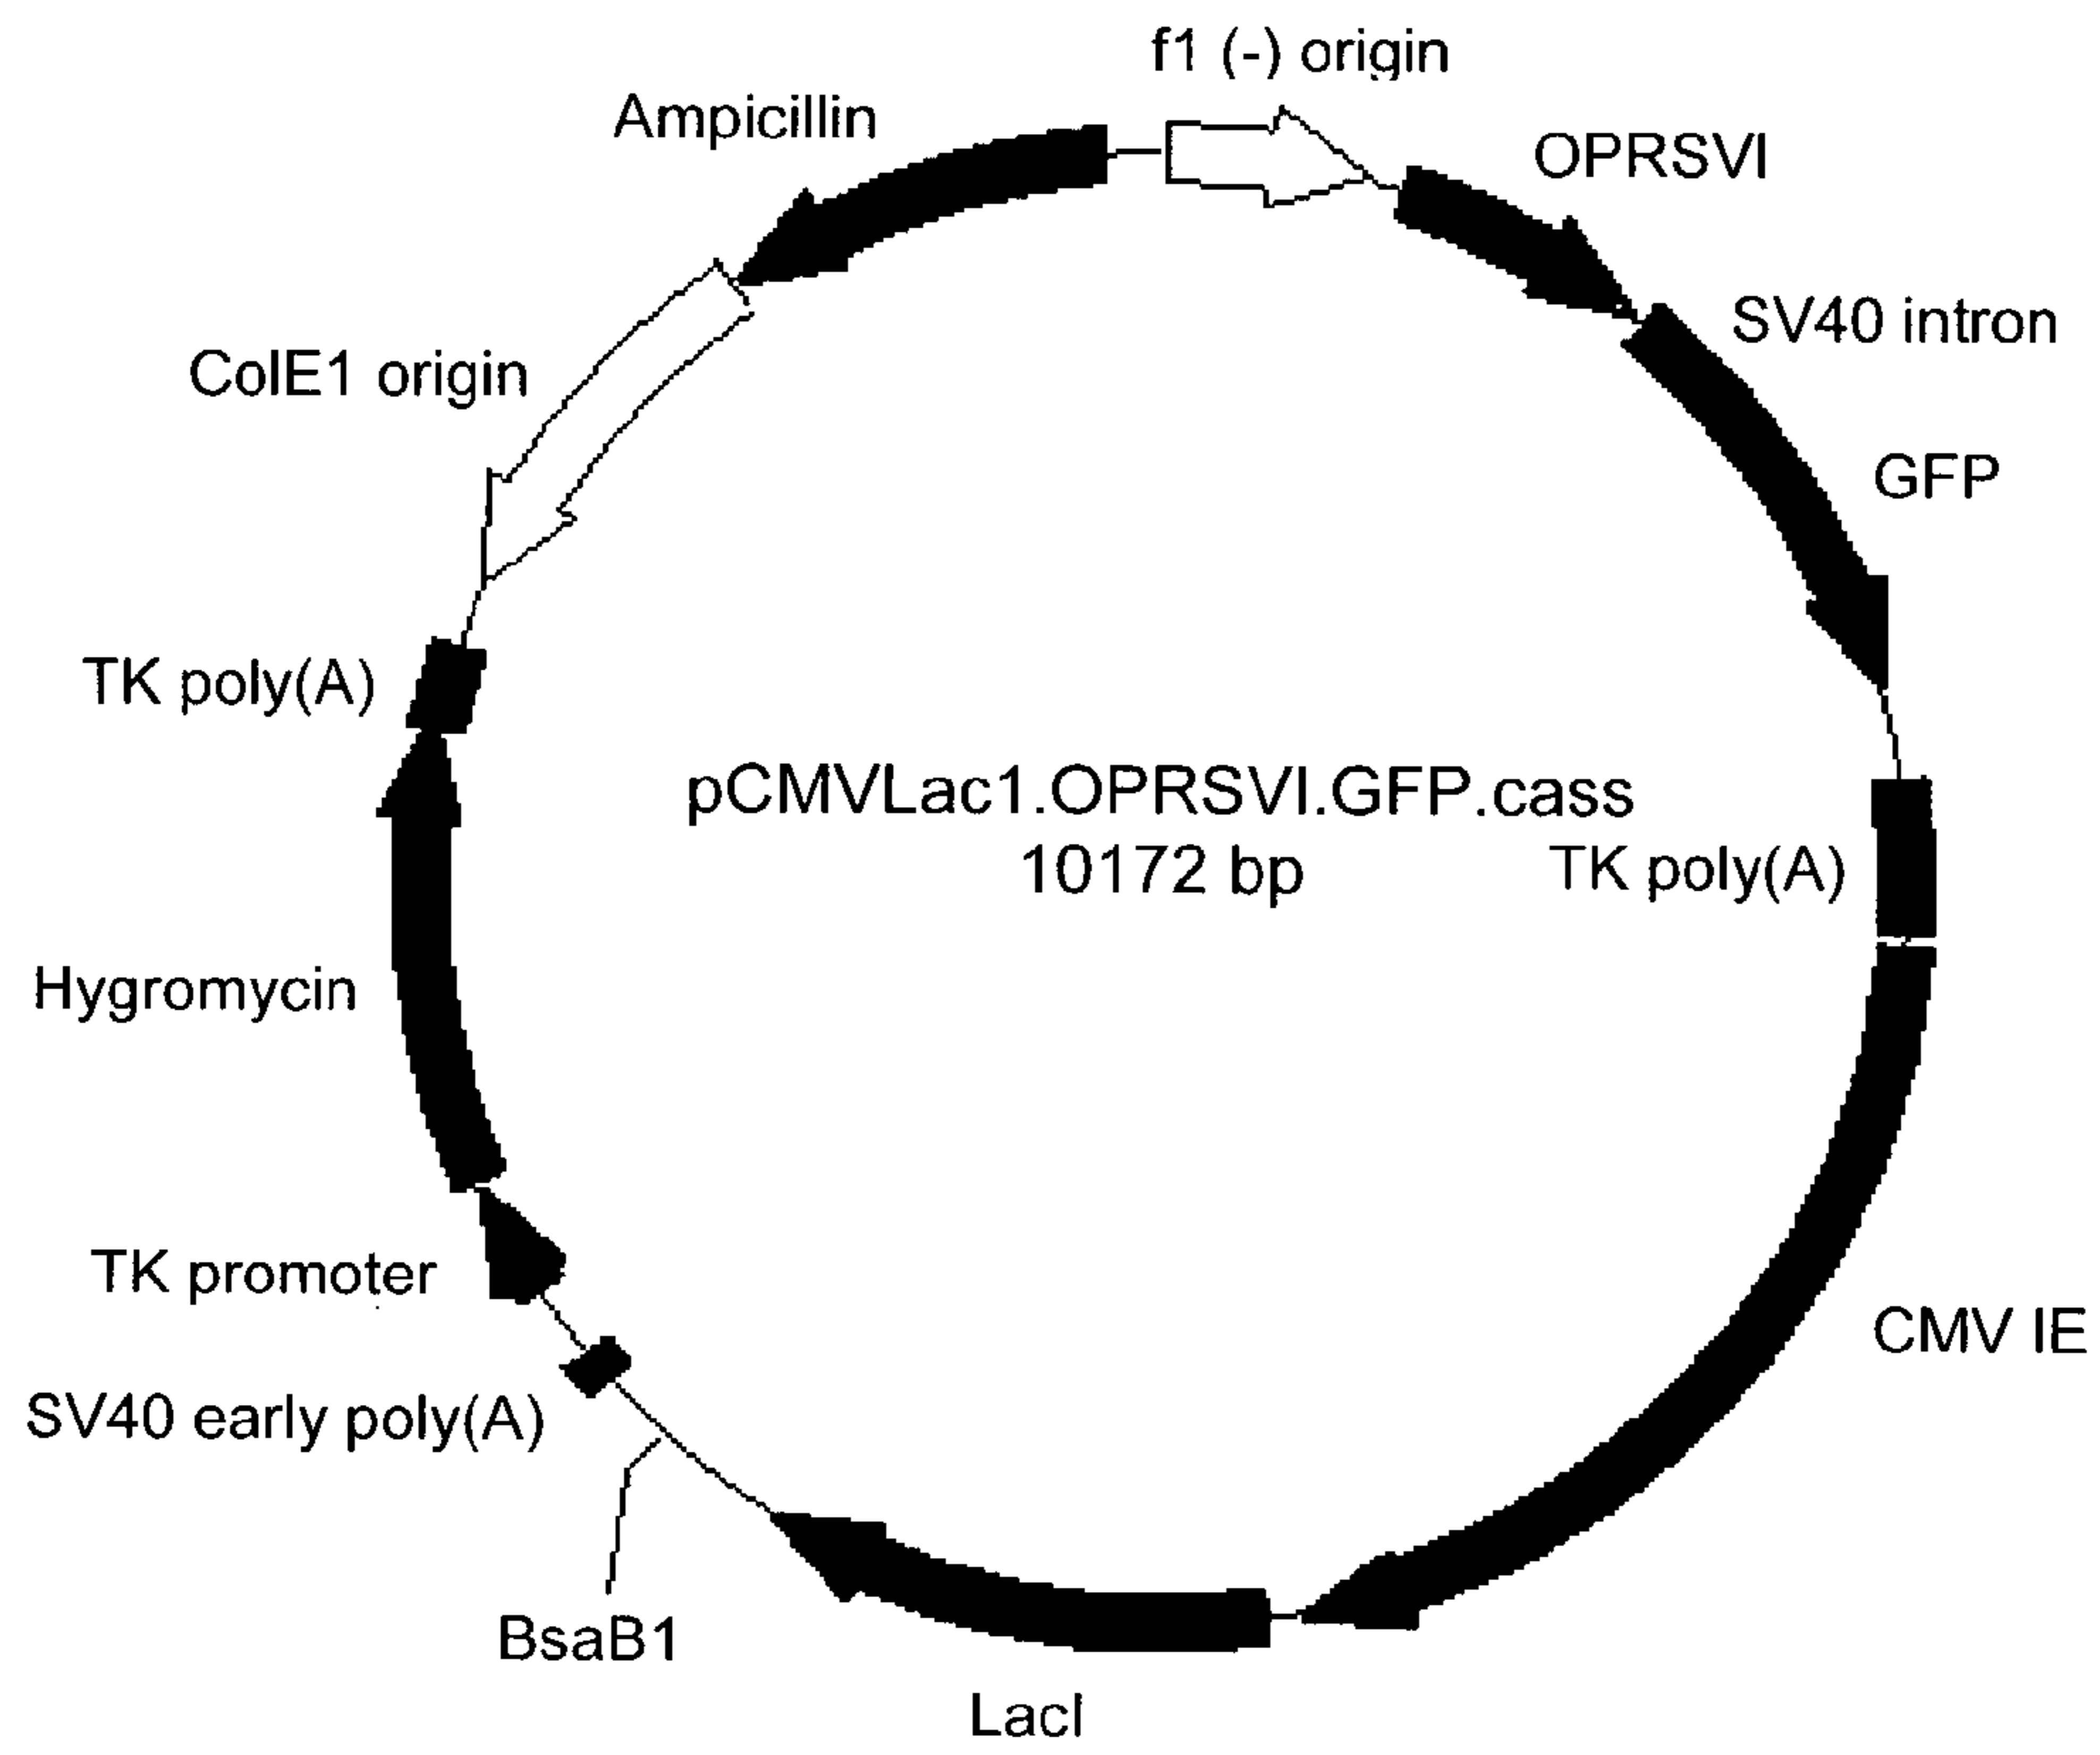 f1 (-) origin
Ampicillin
OPRSVI
SV40 intron
ColE1 origin
GFP
TK poly(A)
pCMVLac1.OPRSVI.GFP.cass
10172 bp
TK poly(A)
Hygromycin
TK promoter
CMV IE
SV40 early poly(A)
BsaB1
LacI